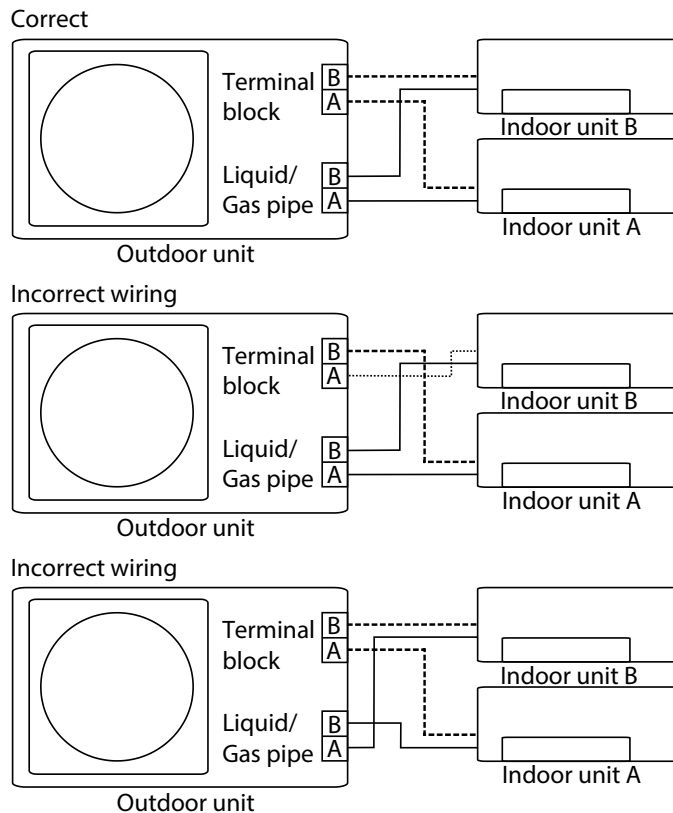 Correct
Terminal
block
B
A
Liquid/
Gas pipe
B
A
Outdoor unit
Indoor unit B
Indoor unit A
Incorrect wiring
Terminal
block
B
A
Liquid/
Gas pipe
B
A
Outdoor unit
Indoor unit B
Indoor unit A
Incorrect wiring
Terminal
block
B
A
Liquid/
Gas pipe
B
A
Outdoor unit
Indoor unit B
Indoor unit A